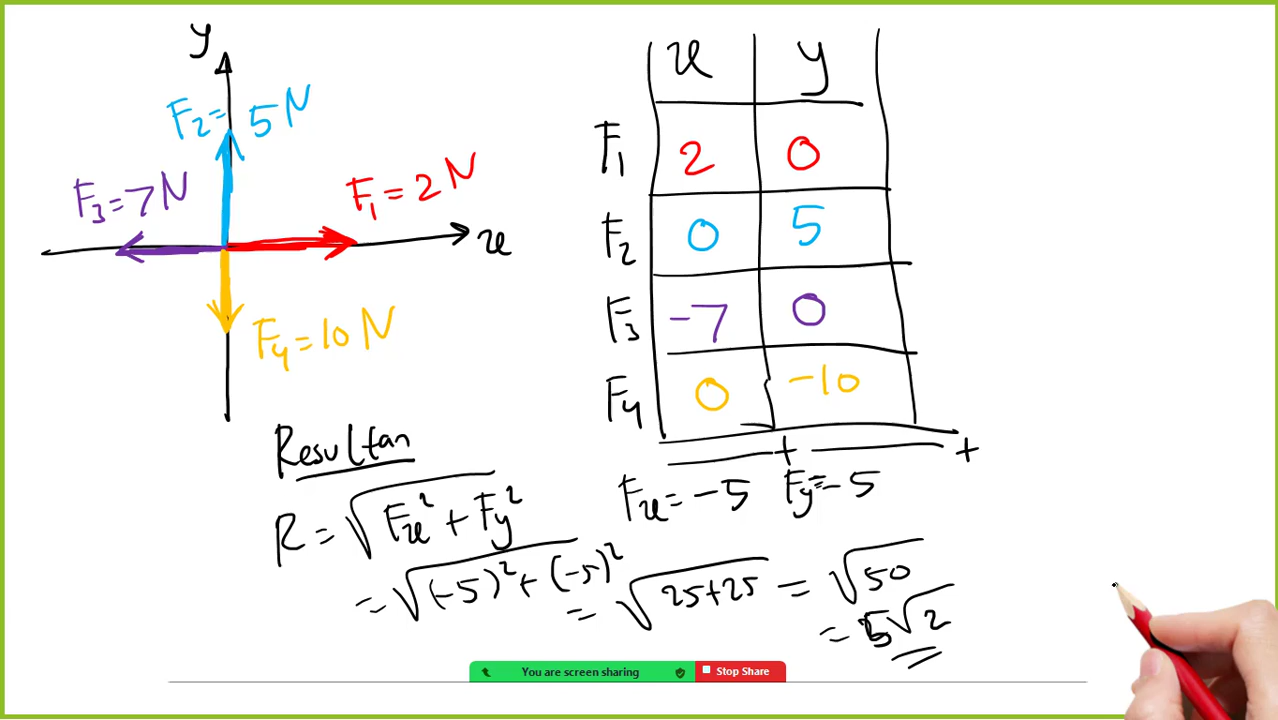 y
F₂= 5 N
F₃=7N
F₁=2 N
x
F₄=10 N
x y
F₁ 2 0
F₂ 0 5
F₃ -7 0
F₄ 0 -10
+ +
Fx=-5 Fy=-5
Resultan
R=√Fx²+Fy²
=√(-5)²+(-5)² =√25+25 =√50
=5√2
You are screen sharing Stop Share